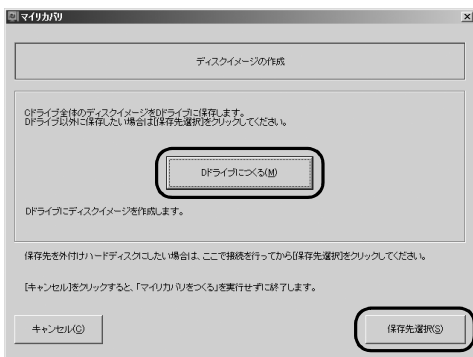 マイリカバリ
ディスクイメージの作成
Cドライブ全体のディスクイメージをDドライブに保存します。
Dドライブ以外に保存したい場合は[保存先選択]をクリックしてください。
Dドライブにつくる(M)
Dドライブにディスクイメージを作成します。
保存先を外付けハードディスクにしたい場合は、ここで接続を行ってから[保存先選択]をクリックしてください。
[キャンセル]をクリックすると、「マイリカバリをつくる」を実行せずに終了します。
キャンセル(C)
保存先選択(S)